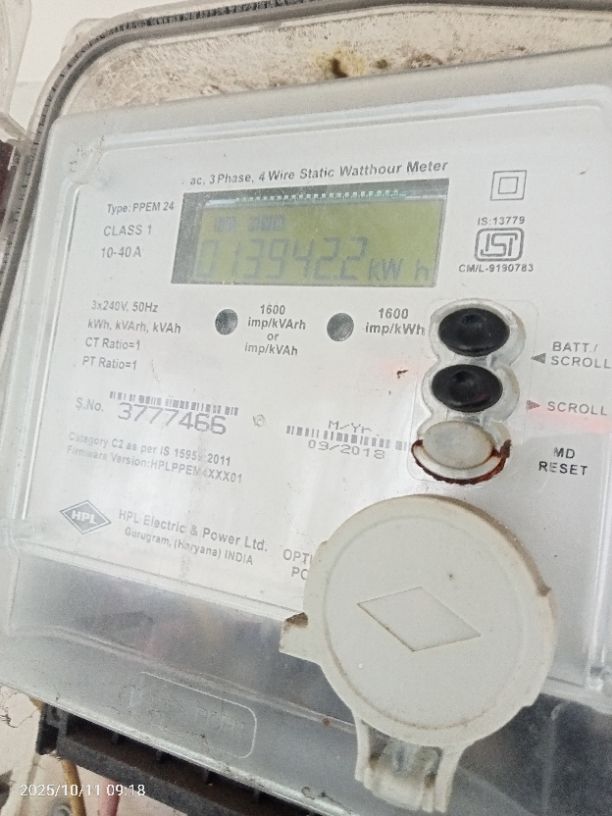 ac, 3 Phase, 4 Wire Static Watthour Meter
Type: PPEM 24
CLASS 1
10-40 A
kW h
IS:13779
ISI
CM/L-9190783
3x240V, 50Hz
kWh, kVArh, kVAh
CT Ratio=1
PT Ratio=1
1600
imp/kVArh
or
imp/kVAh
1600
imp/kWh
BATT /
SCROLL
SCROLL
MD
RESET
S.No.
3777466
M/Yr.
09/2018
Category C2 as per IS 15959:2011
Firmware Version:HPLPPEM4XXX01
HPL
HPL Electric & Power Ltd.
Gurugram, (Haryana) INDIA
2025/10/11 09:18